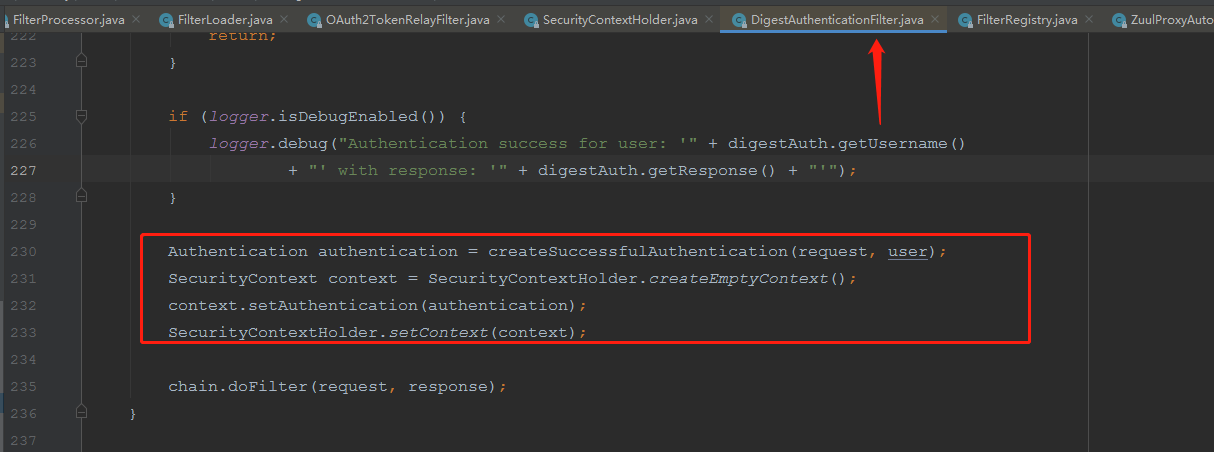 FilterProcessor.java FilterLoader.java OAuth2TokenRelayFilter.java SecurityContextHolder.java DigestAuthenticationFilter.java FilterRegistry.java ZuulProxyAuto
222 return;
223 }
224
225 if (logger.isDebugEnabled()) {
226 logger.debug("Authentication success for user: '" + digestAuth.getUsername()
227 + "' with response: '" + digestAuth.getResponse() + "'");
228 }
229
230 Authentication authentication = createSuccessfulAuthentication(request, user);
231 SecurityContext context = SecurityContextHolder.createEmptyContext();
232 context.setAuthentication(authentication);
233 SecurityContextHolder.setContext(context);
234
235 chain.doFilter(request, response);
236 }
237